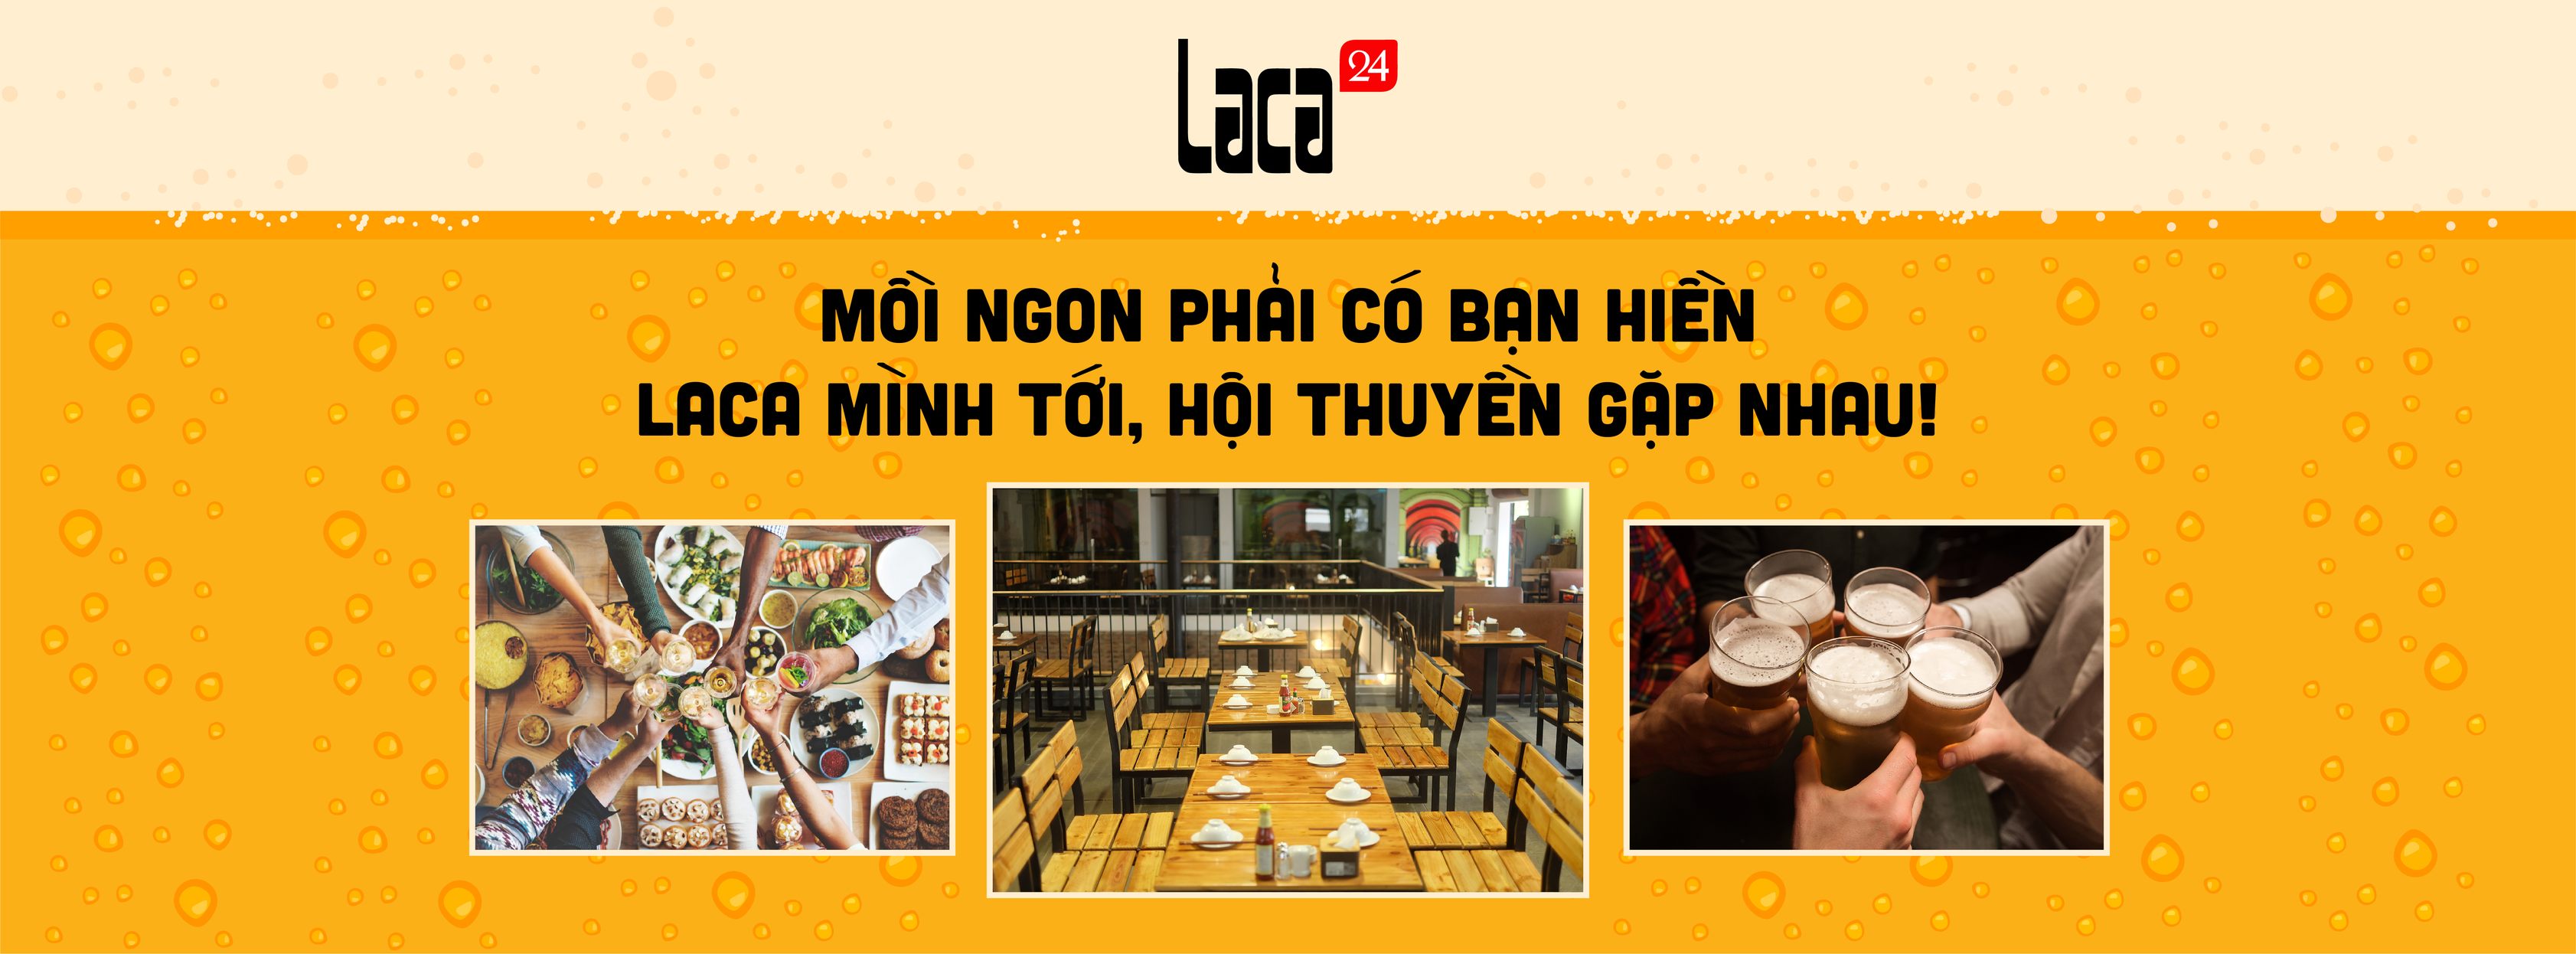 Laca 24
MỒI NGON PHẢI CÓ BẠN HIỀN
LACA MÌNH TỚI, HỘI THUYỀN GẶP NHAU!